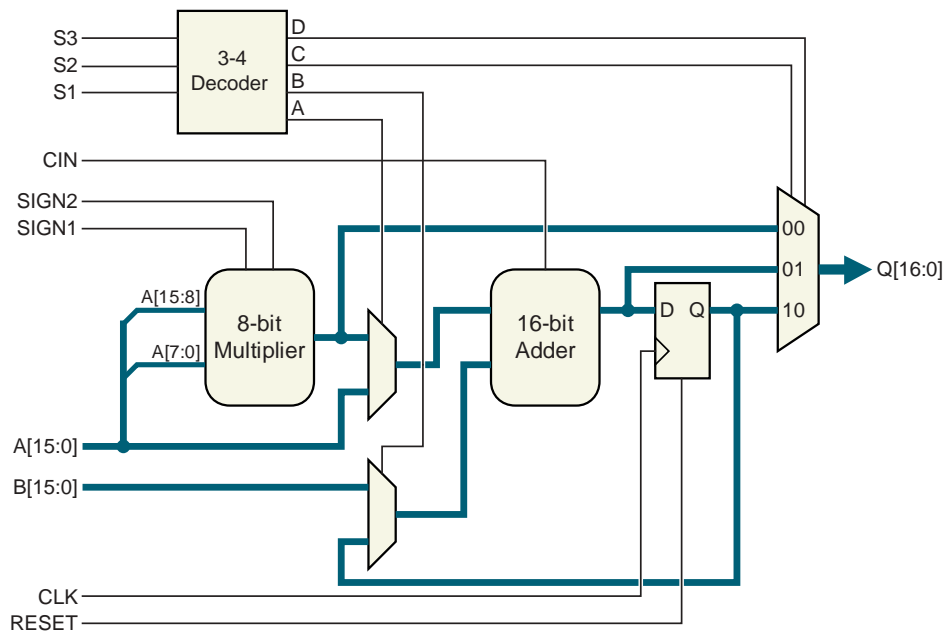 S3
S2
S1
3-4
Decoder
D
C
B
A
CIN
SIGN2
SIGN1
00
01
10
Q[16:0]
A[15:8]
A[7:0]
8-bit
Multiplier
16-bit
Adder
D Q
A[15:0]
B[15:0]
CLK
RESET